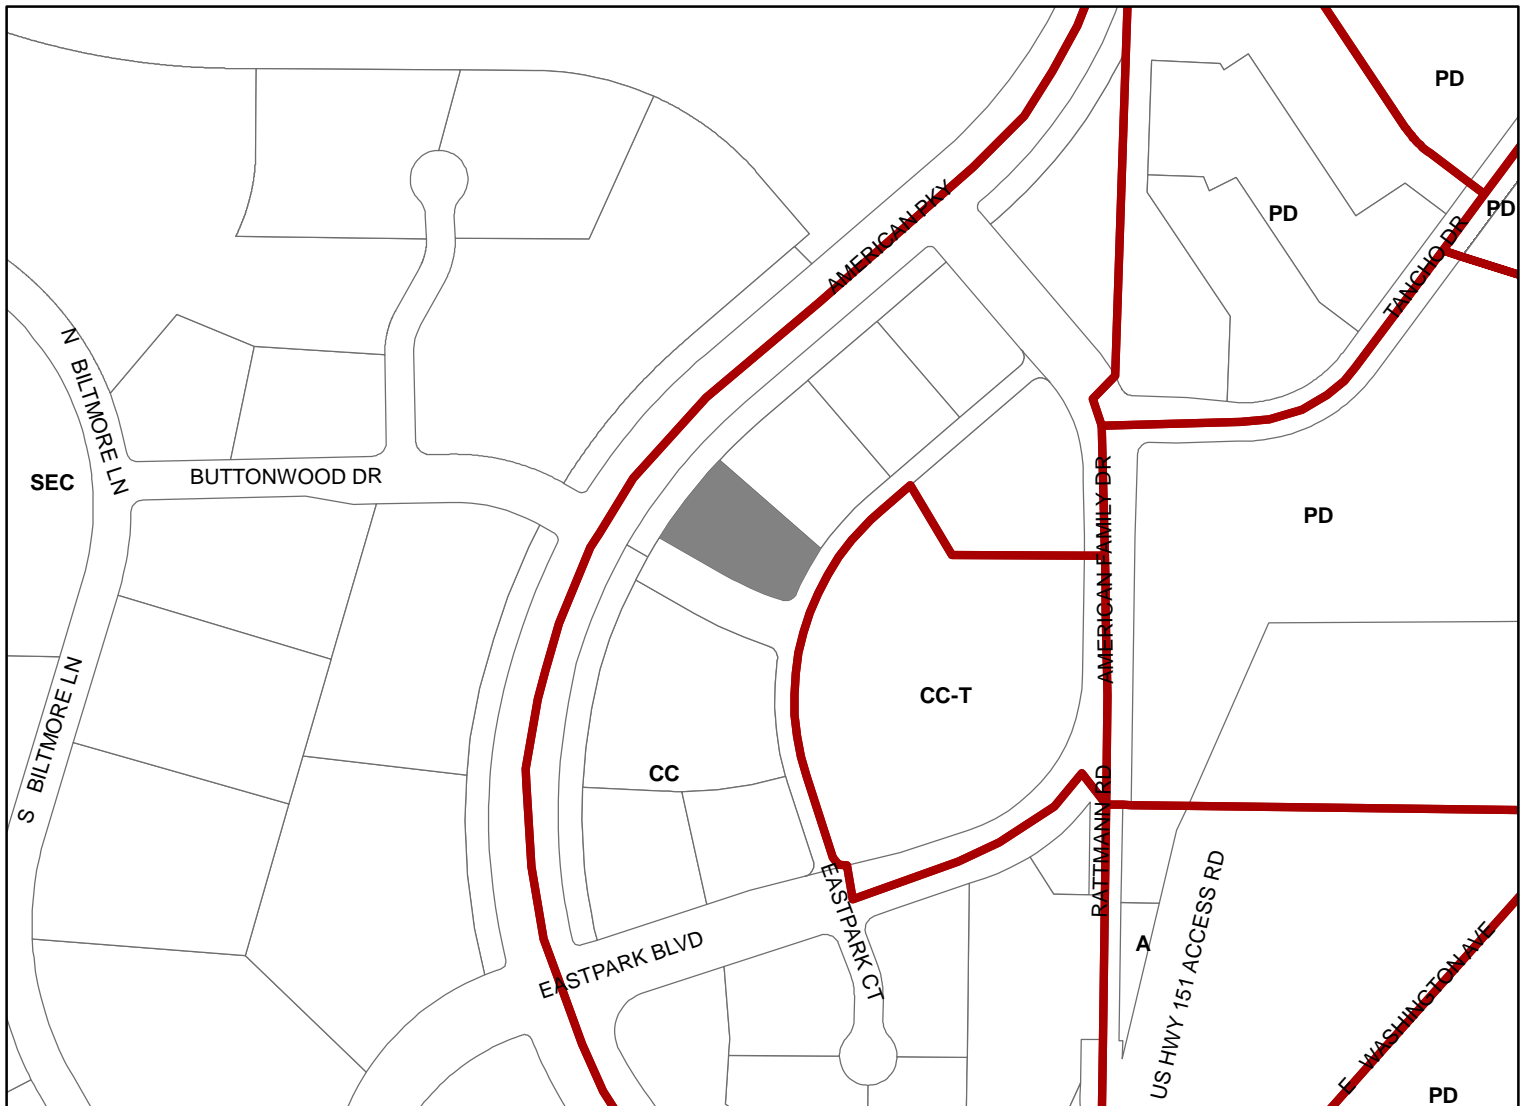 PD
AMERICAN PKY
PD
PD
TANCHO DR
N BILTMORE LN
SEC
BUTTONWOOD DR
PD
AMERICAN FAMILY DR
CC-T
S BILTMORE LN
CC
RATTMANN RD
EASTPARK BLVD
EASTPARK CT
A
US HWY 151 ACCESS RD
E WASHINGTON AVE
PD